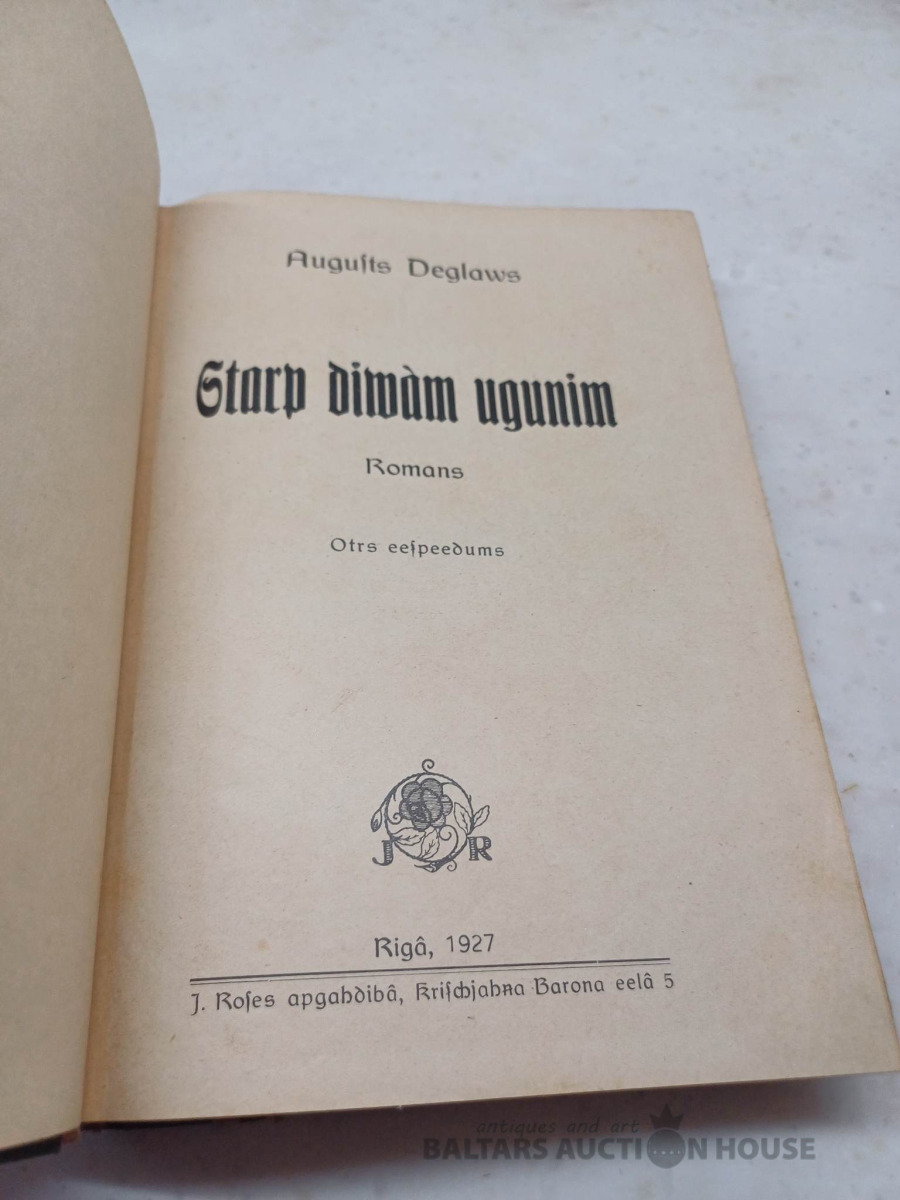 Auguſts Deglaws
Starp diwàm ugunim
Romans
Otrs eeſpeedums
J R
Rigâ, 1927
J. Roſes apgahdibâ, Kriſchjahna Barona eelâ 5
antiques and art
BALTARS AUCTION HOUSE